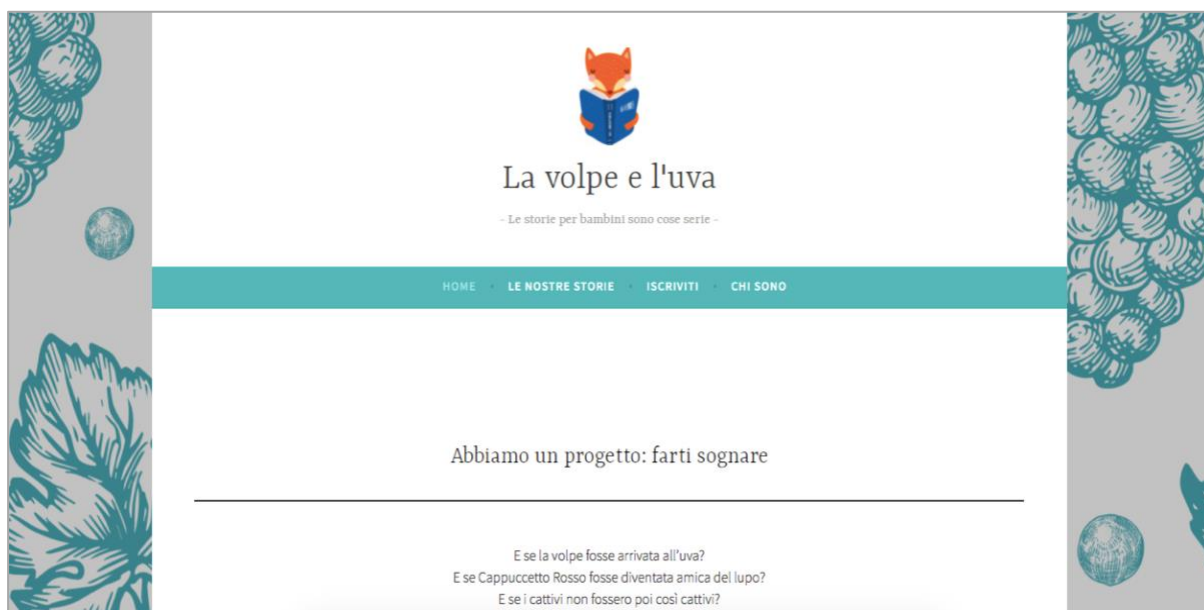 La volpe e l'uva
- Le storie per bambini sono cose serie -
HOME • LE NOSTRE STORIE • ISCRIVITI • CHI SONO
Abbiamo un progetto: farti sognare
E se la volpe fosse arrivata all'uva?
E se Cappuccetto Rosso fosse diventata amica del lupo?
E se i cattivi non fossero poi così cattivi?